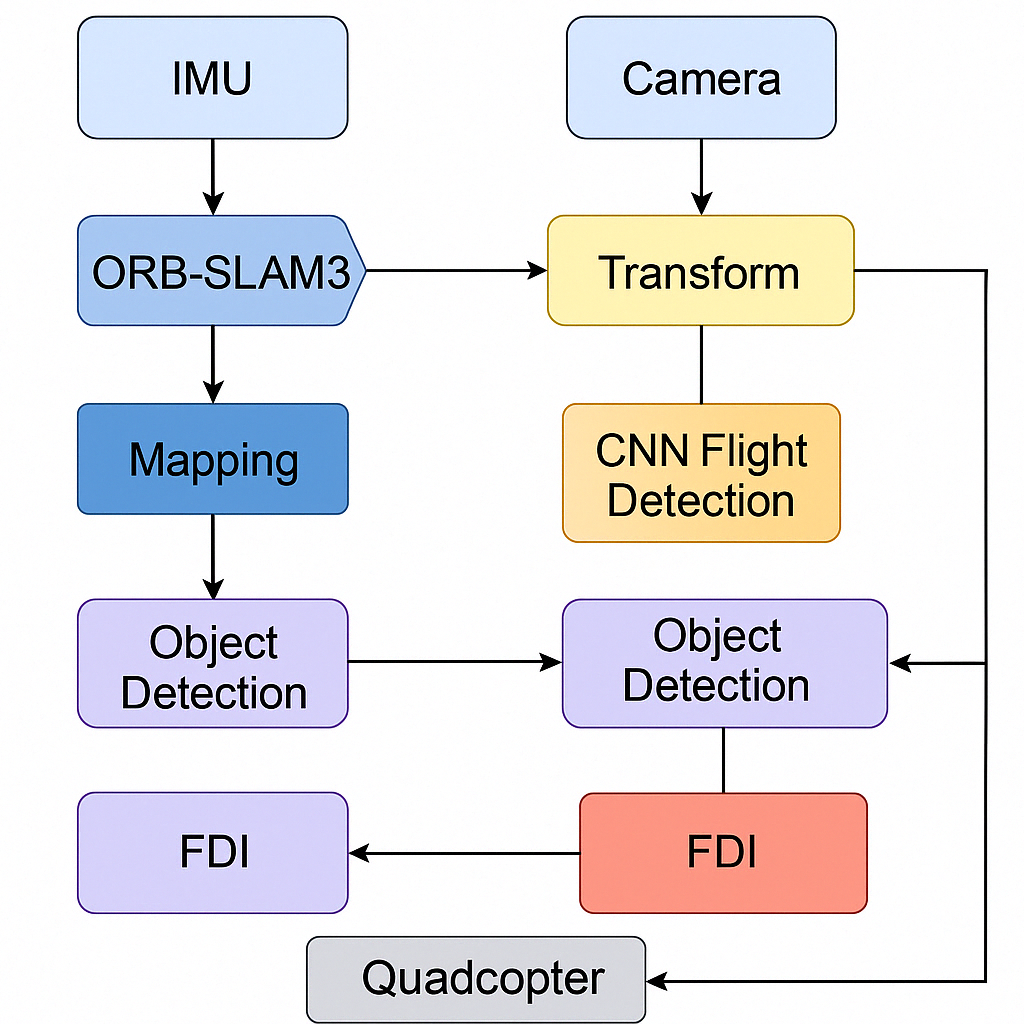 IMU
Camera
ORB-SLAM3
Transform
Mapping
CNN Flight
Detection
Object
Detection
Object
Detection
FDI
FDI
Quadcopter